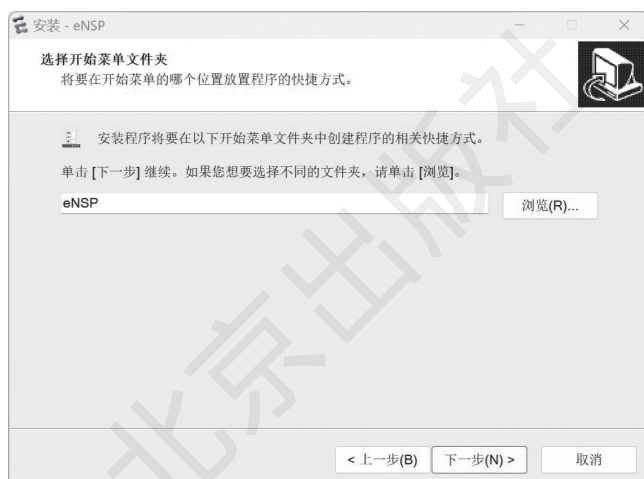 安装 - eNSP
选择开始菜单文件夹
将要在开始菜单的哪个位置放置程序的快捷方式。
安装程序将要在以下开始菜单文件夹中创建程序的相关快捷方式。
单击 [下一步] 继续。如果您想要选择不同的文件夹，请单击 [浏览]。
eNSP
浏览(R)...
< 上一步(B)
下一步(N) >
取消
北京出版社